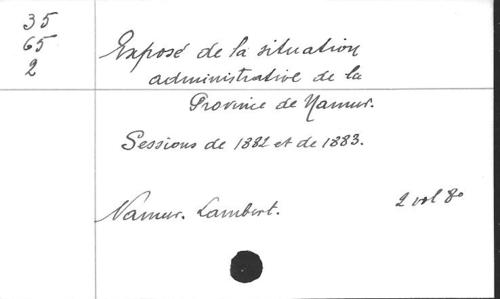 35
65
2
Exposé de la situation
administrative de la
Province de Namur.
Sessions de 1882 et de 1883.
Namur. Lambert.
2 vol 8o